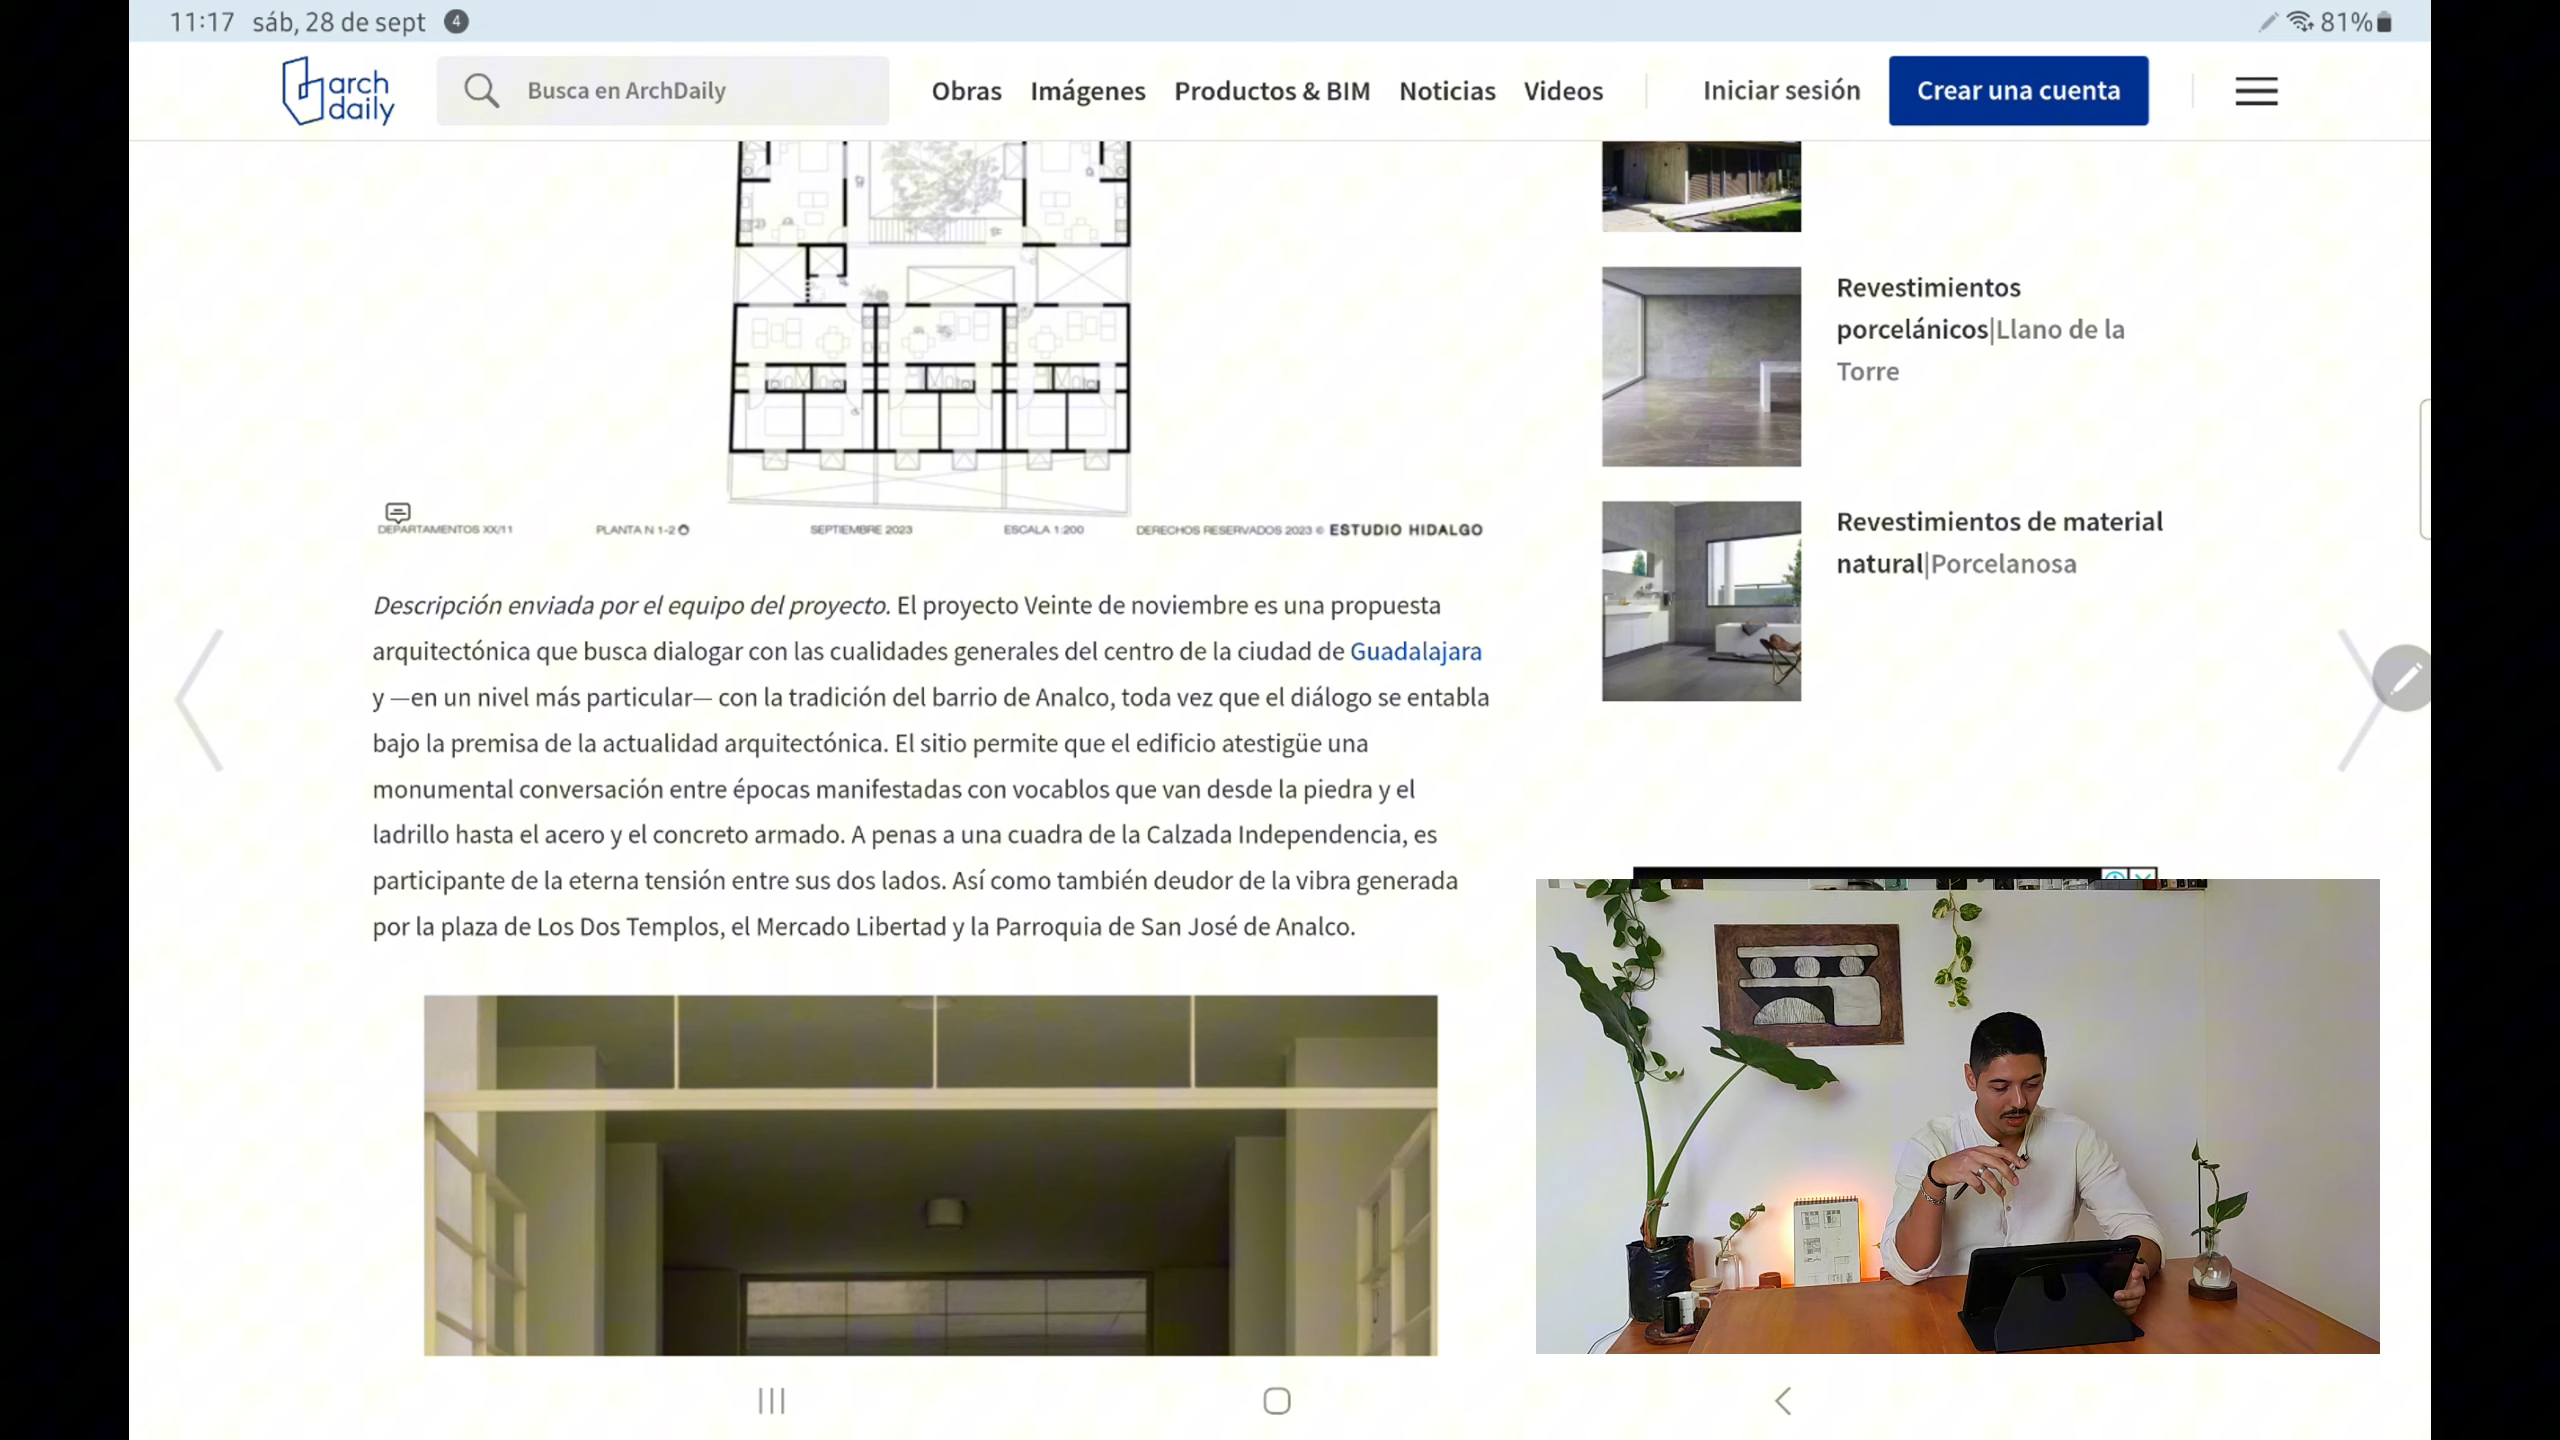 11:17 sáb, 28 de sept 4
81%
arch
daily
Busca en ArchDaily
Obras Imágenes Productos & BIM Noticias Videos
Iniciar sesión
Crear una cuenta
DEPARTAMENTOS XX/11 PLANTA N 1-2 SEPTIEMBRE 2023 ESCALA 1:200 DERECHOS RESERVADOS 2023 © ESTUDIO HIDALGO
Descripción enviada por el equipo del proyecto. El proyecto Veinte de noviembre es una propuesta
arquitectónica que busca dialogar con las cualidades generales del centro de la ciudad de Guadalajara
y —en un nivel más particular— con la tradición del barrio de Analco, toda vez que el diálogo se entabla
bajo la premisa de la actualidad arquitectónica. El sitio permite que el edificio atestigüe una
monumental conversación entre épocas manifestadas con vocablos que van desde la piedra y el
ladrillo hasta el acero y el concreto armado. A penas a una cuadra de la Calzada Independencia, es
participante de la eterna tensión entre sus dos lados. Así como también deudor de la vibra generada
por la plaza de Los Dos Templos, el Mercado Libertad y la Parroquia de San José de Analco.
Revestimientos
porcelánicos|Llano de la
Torre
Revestimientos de material
natural|Porcelanosa